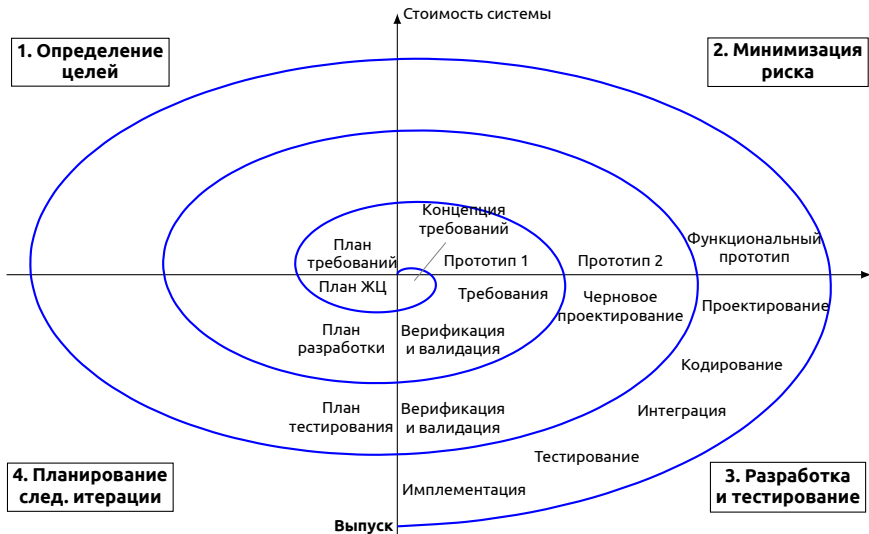 Стоимость системы
1. Определение
целей
2. Минимизация
риска
Концепция
требований
План
требований
Прототип 1
Прототип 2
Функциональный
прототип
План ЖЦ
Требования
Черновое
проектирование
Проектирование
План
разработки
Верификация
и валидация
Кодирование
План
тестирования
Верификация
и валидация
Интеграция
Тестирование
4. Планирование
след. итерации
Имплементация
3. Разработка
и тестирование
Выпуск